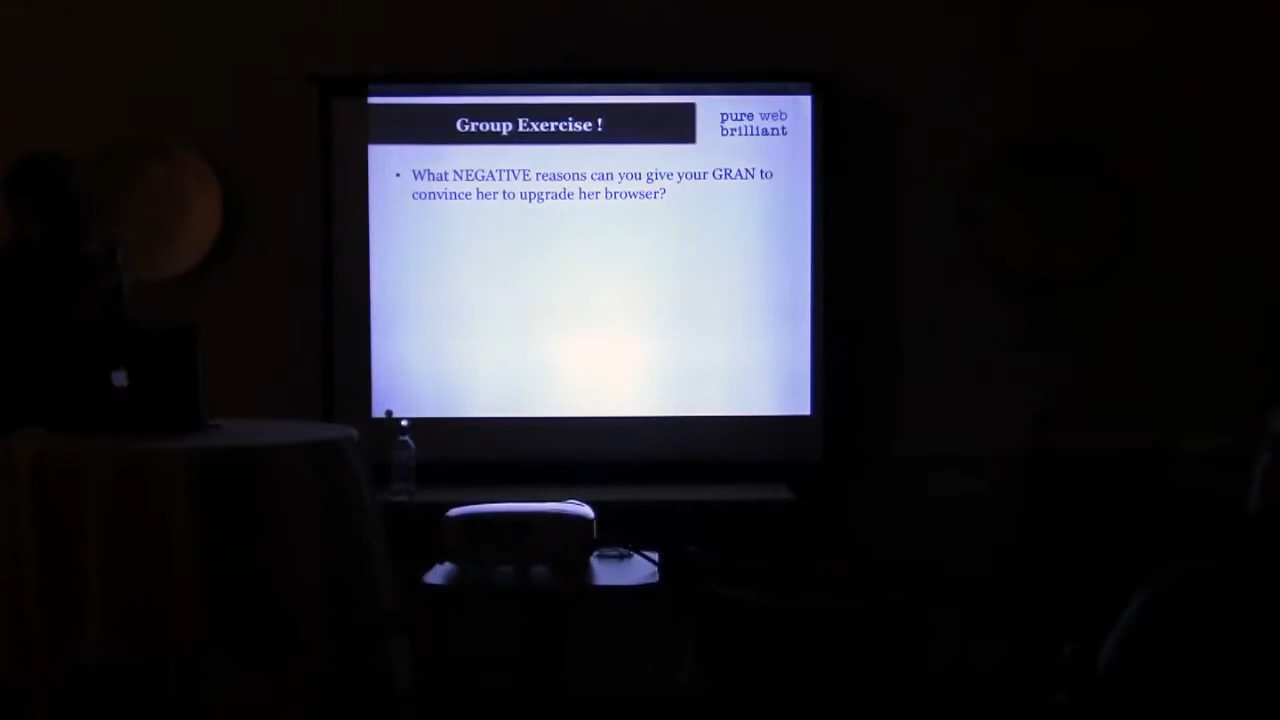 Group Exercise !
pure web
brilliant
• What NEGATIVE reasons can you give your GRAN to
convince her to upgrade her browser?